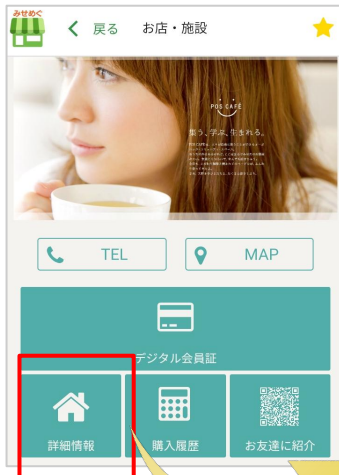 みせめぐ
戻る お店・施設
POS CAFÉ
集う、学ぶ、生まれる。
TEL MAP
デジタル会員証
詳細情報 購入履歴 お友達に紹介